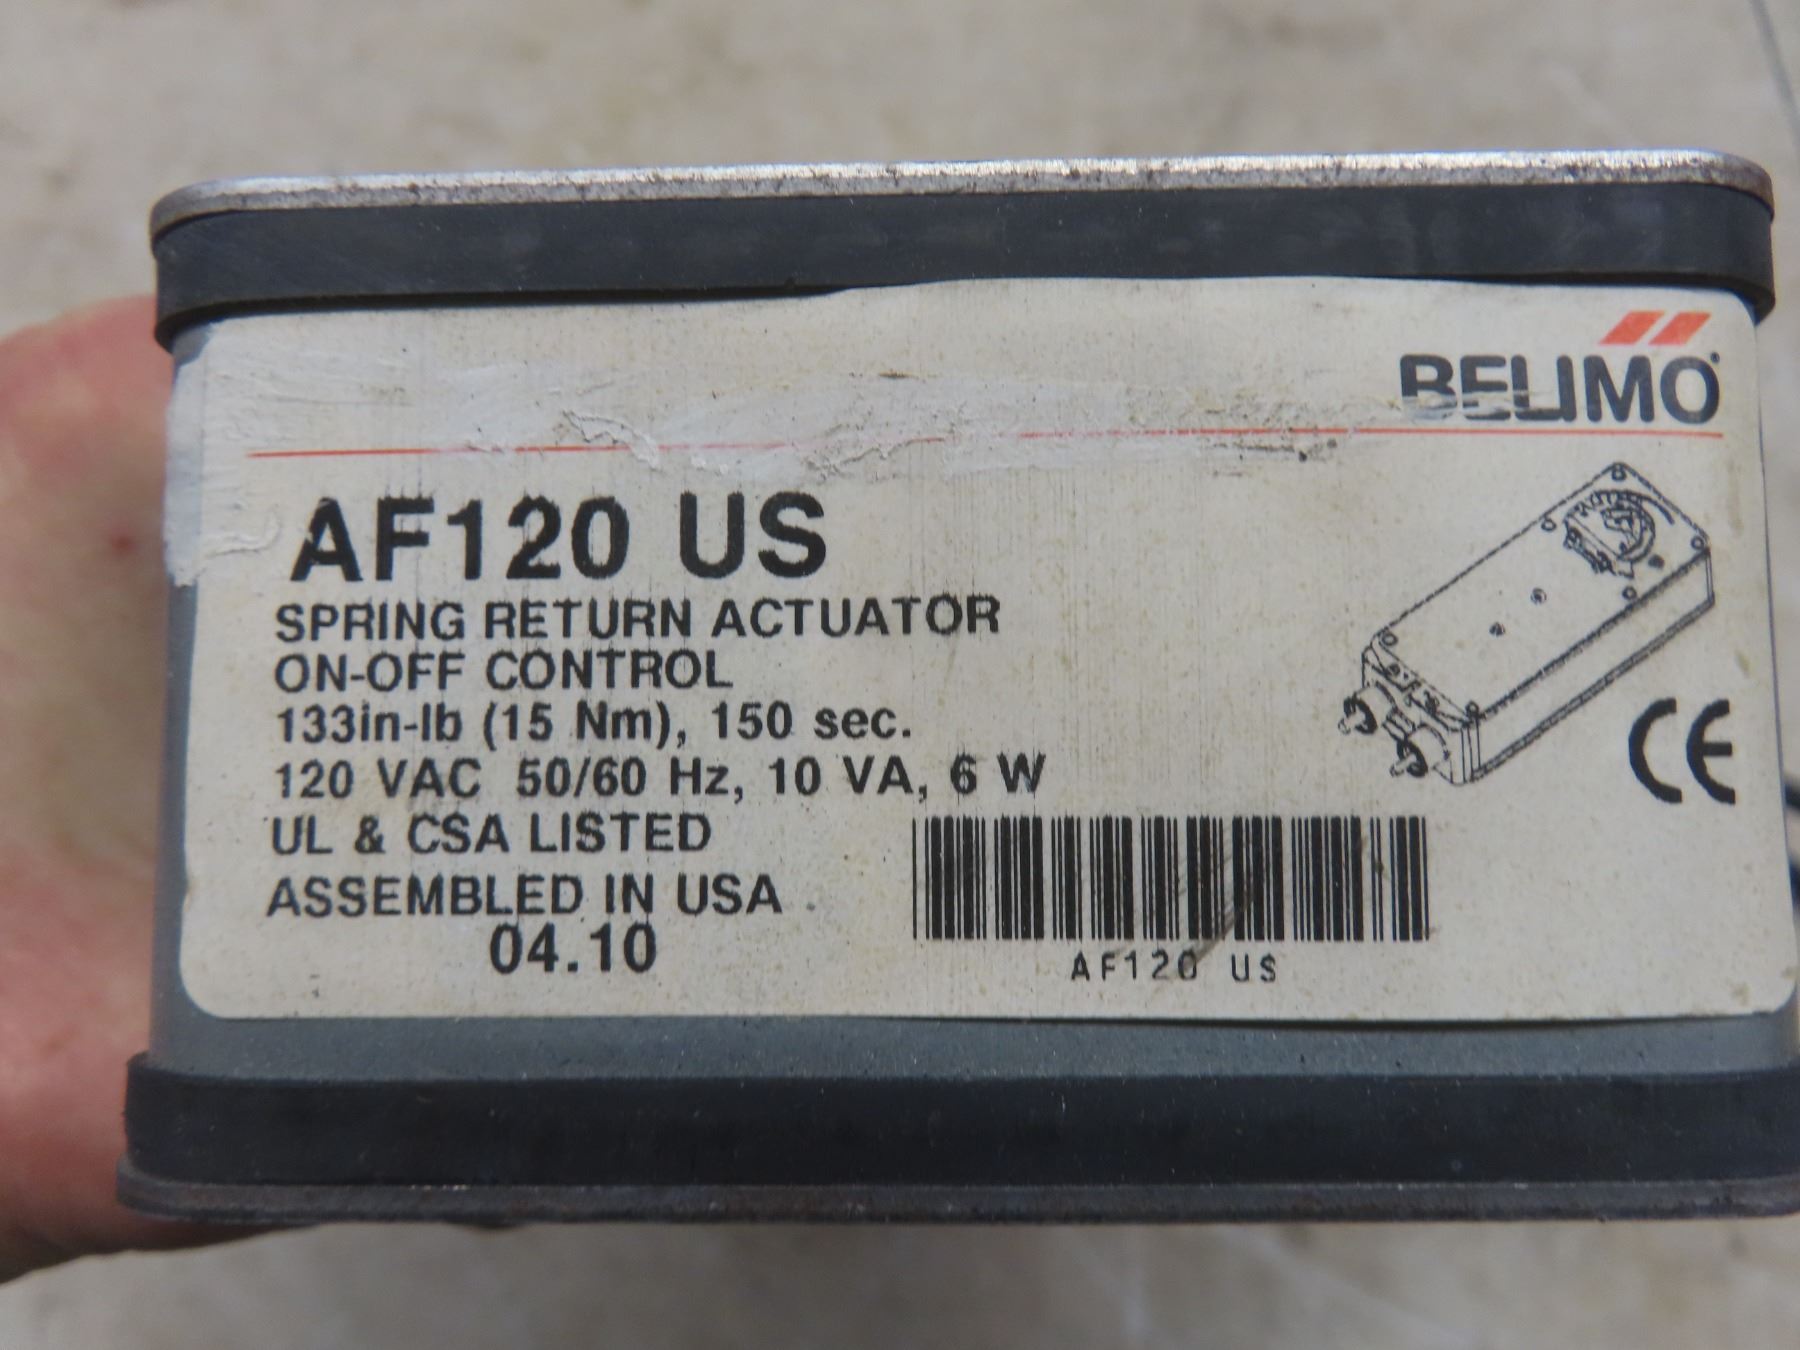 BELIMO
AF120 US
SPRING RETURN ACTUATOR
ON-OFF CONTROL
133in-lb (15 Nm), 150 sec.
120 VAC 50/60 Hz, 10 VA, 6 W
UL & CSA LISTED
ASSEMBLED IN USA
04.10
CE
AF120 US